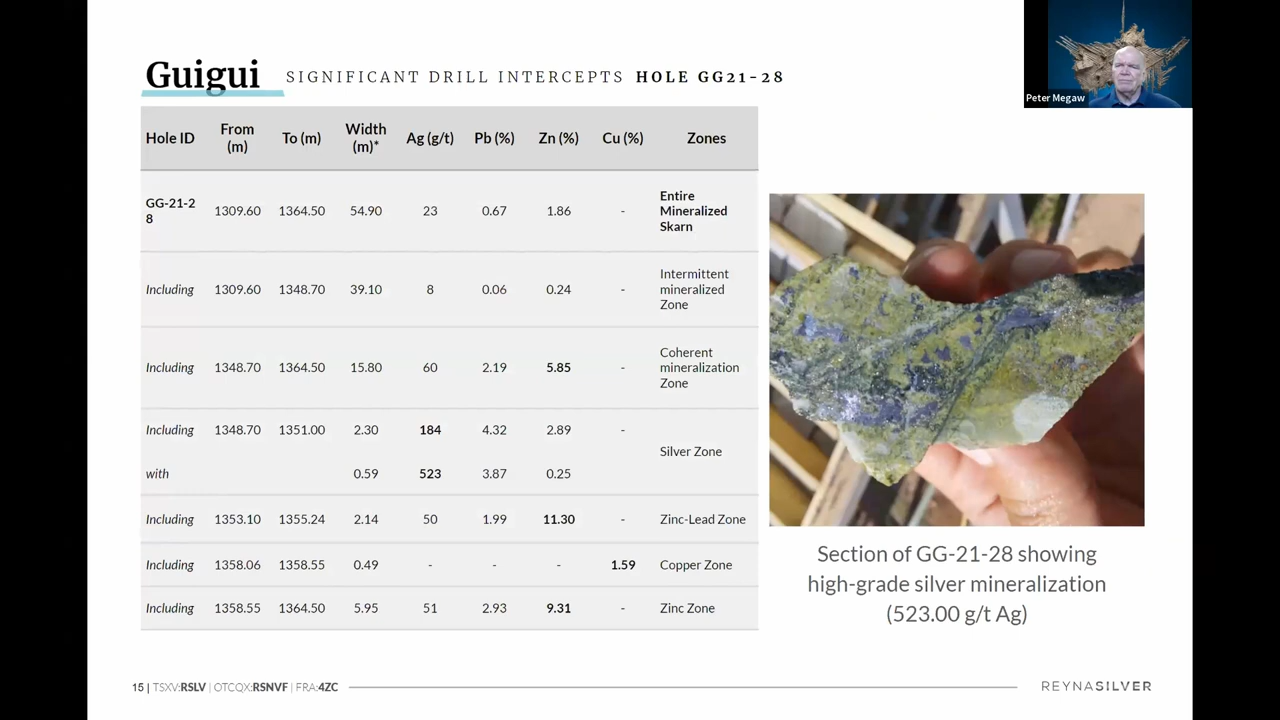 Guigui SIGNIFICANT DRILL INTERCEPTS HOLE GG21-28
Peter Megaw
Hole ID From (m) To (m) Width (m)* Ag (g/t) Pb (%) Zn (%) Cu (%) Zones
GG-21-28 1309.60 1364.50 54.90 23 0.67 1.86 - Entire Mineralized Skarn
Including 1309.60 1348.70 39.10 8 0.06 0.24 - Intermittent mineralized Zone
Including 1348.70 1364.50 15.80 60 2.19 5.85 - Coherent mineralization Zone
Including 1348.70 1351.00 2.30 184 4.32 2.89 - Silver Zone
with 0.59 523 3.87 0.25
Including 1353.10 1355.24 2.14 50 1.99 11.30 - Zinc-Lead Zone
Including 1358.06 1358.55 0.49 - - - 1.59 Copper Zone
Including 1358.55 1364.50 5.95 51 2.93 9.31 - Zinc Zone
Section of GG-21-28 showing
high-grade silver mineralization
(523.00 g/t Ag)
15 | TSXV:RSLV | OTCQX:RSNVF | FRA:4ZC
REYNASILVER